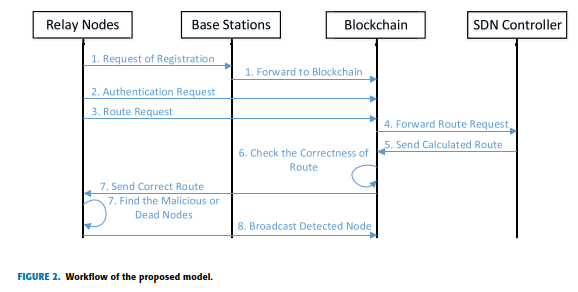 Relay Nodes
Base Stations
Blockchain
SDN Controller
1. Request of Registration
1. Forward to Blockchain
2. Authentication Request
3. Route Request
4. Forward Route Request
5. Send Calculated Route
6. Check the Correctness of
Route
7. Send Correct Route
7. Find the Malicious or
Dead Nodes
8. Broadcast Detected Node
FIGURE 2. Workflow of the proposed model.